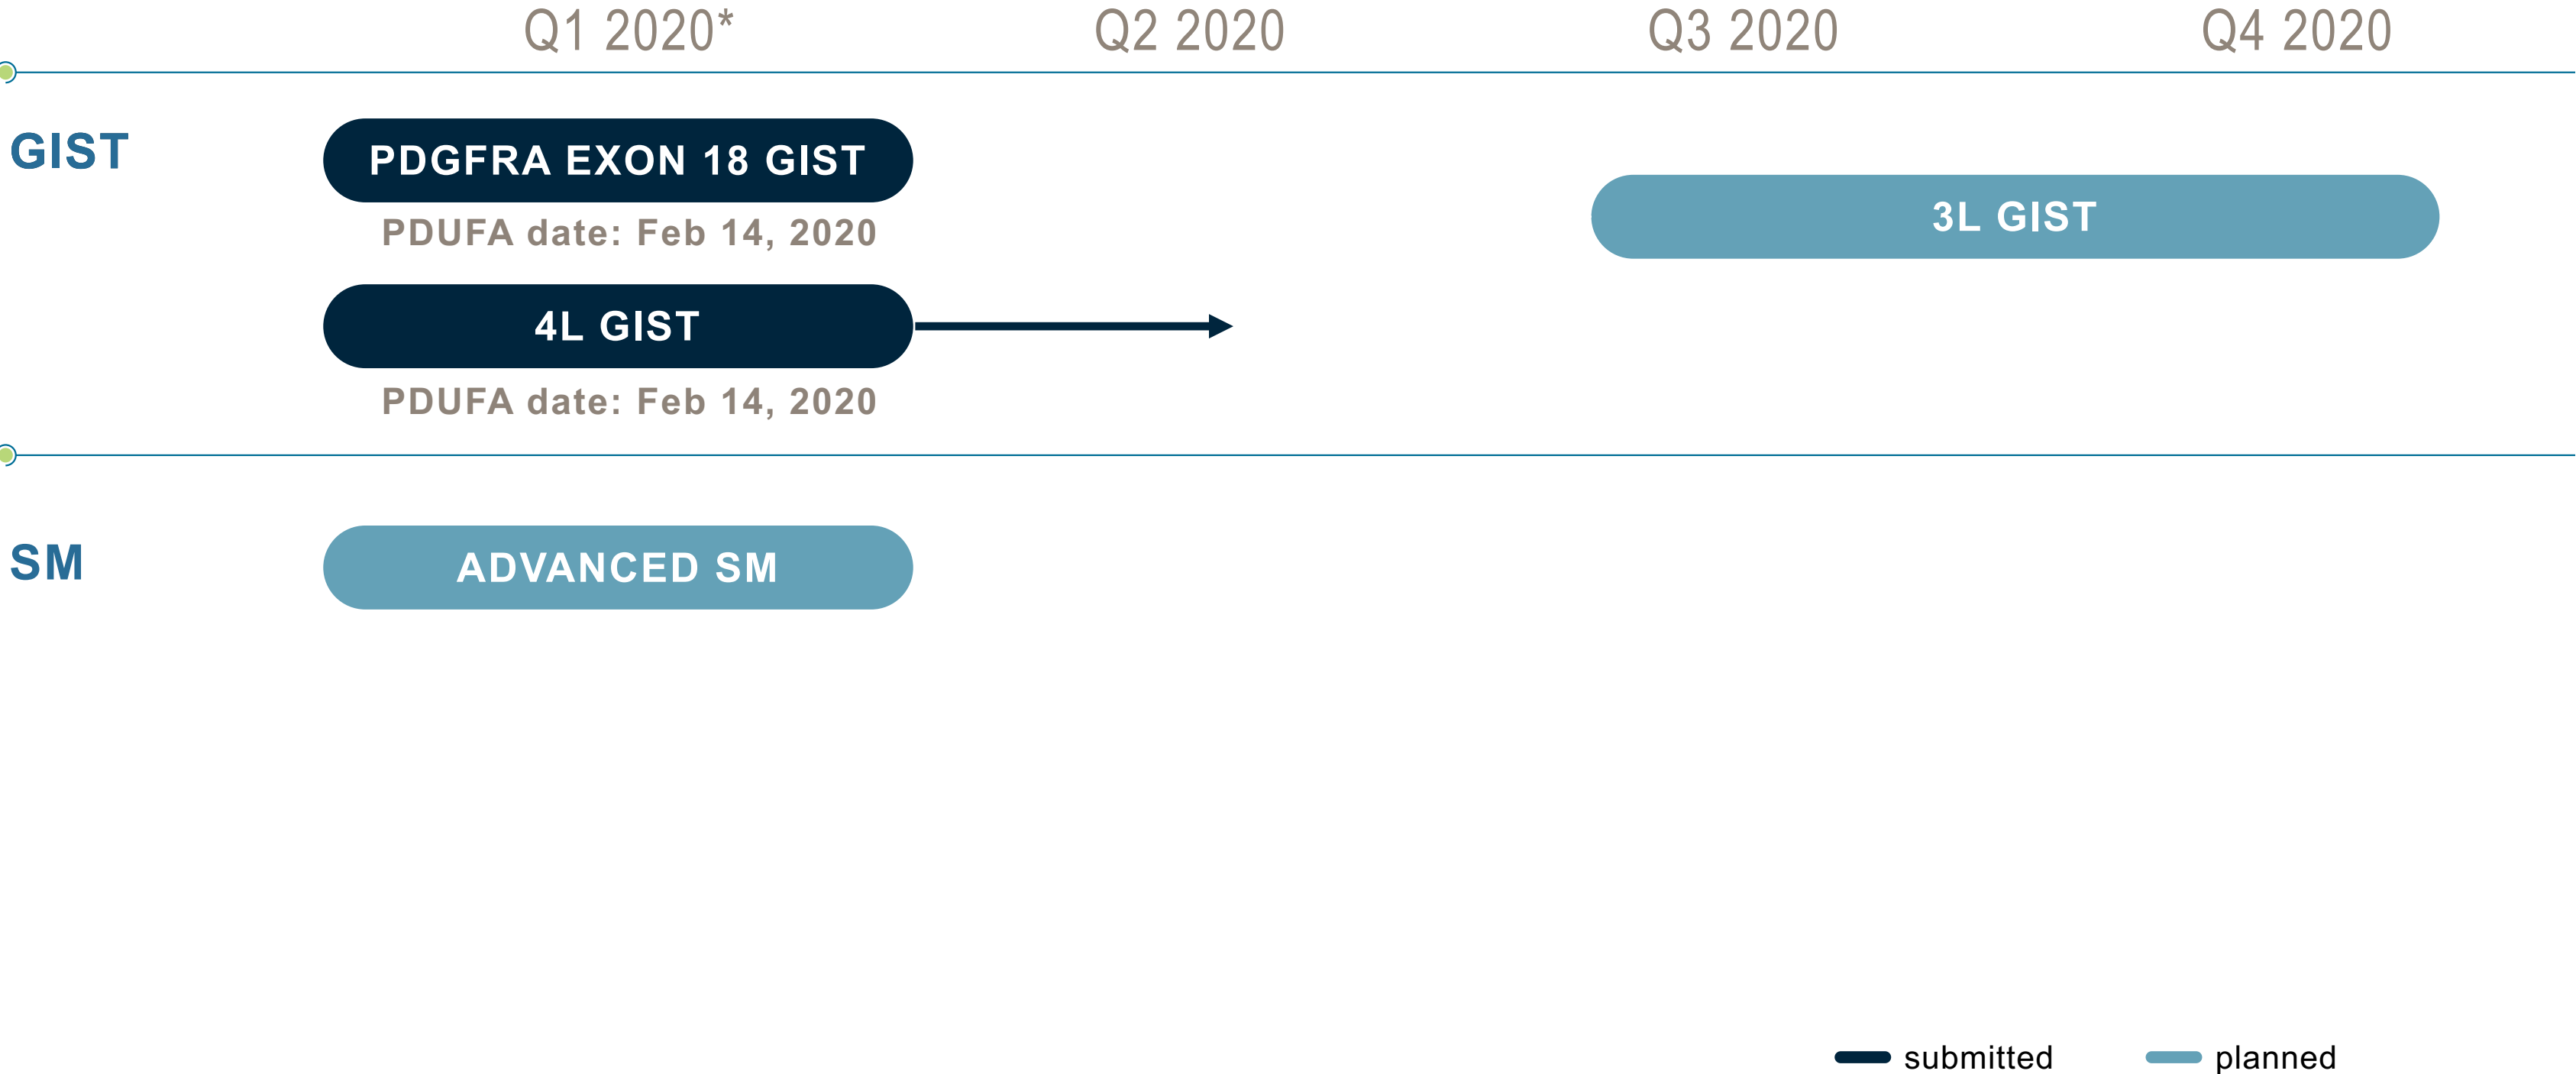 Q1 2020* Q2 2020 Q3 2020 Q4 2020
GIST
PDGFRA EXON 18 GIST
PDUFA date: Feb 14, 2020
3L GIST
4L GIST
PDUFA date: Feb 14, 2020
SM
ADVANCED SM
submitted planned